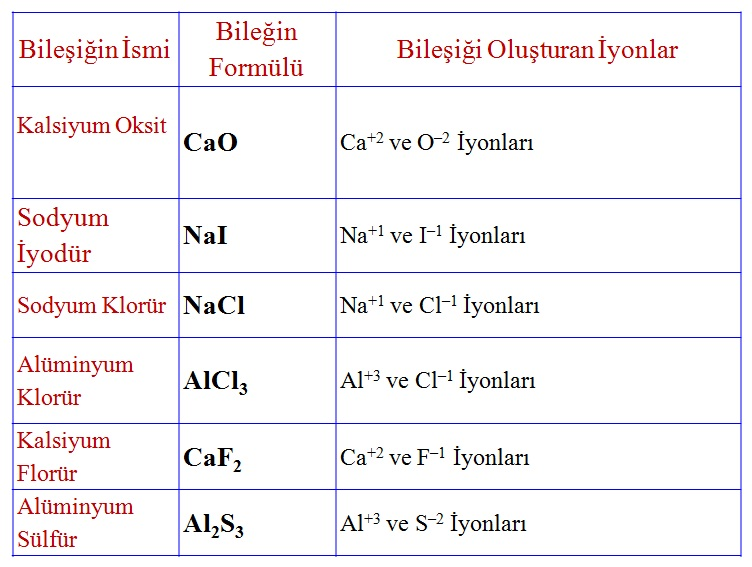 Bileşiğin İsmi
Bileğin
Formülü
Bileşiği Oluşturan İyonlar
Kalsiyum Oksit
CaO
Ca⁺² ve O⁻² İyonları
Sodyum
İyodür
NaI
Na⁺¹ ve I⁻¹ İyonları
Sodyum Klorür
NaCl
Na⁺¹ ve Cl⁻¹ İyonları
Alüminyum
Klorür
AlCl₃
Al⁺³ ve Cl⁻¹ İyonları
Kalsiyum
Florür
CaF₂
Ca⁺² ve F⁻¹ İyonları
Alüminyum
Sülfür
Al₂S₃
Al⁺³ ve S⁻² İyonları